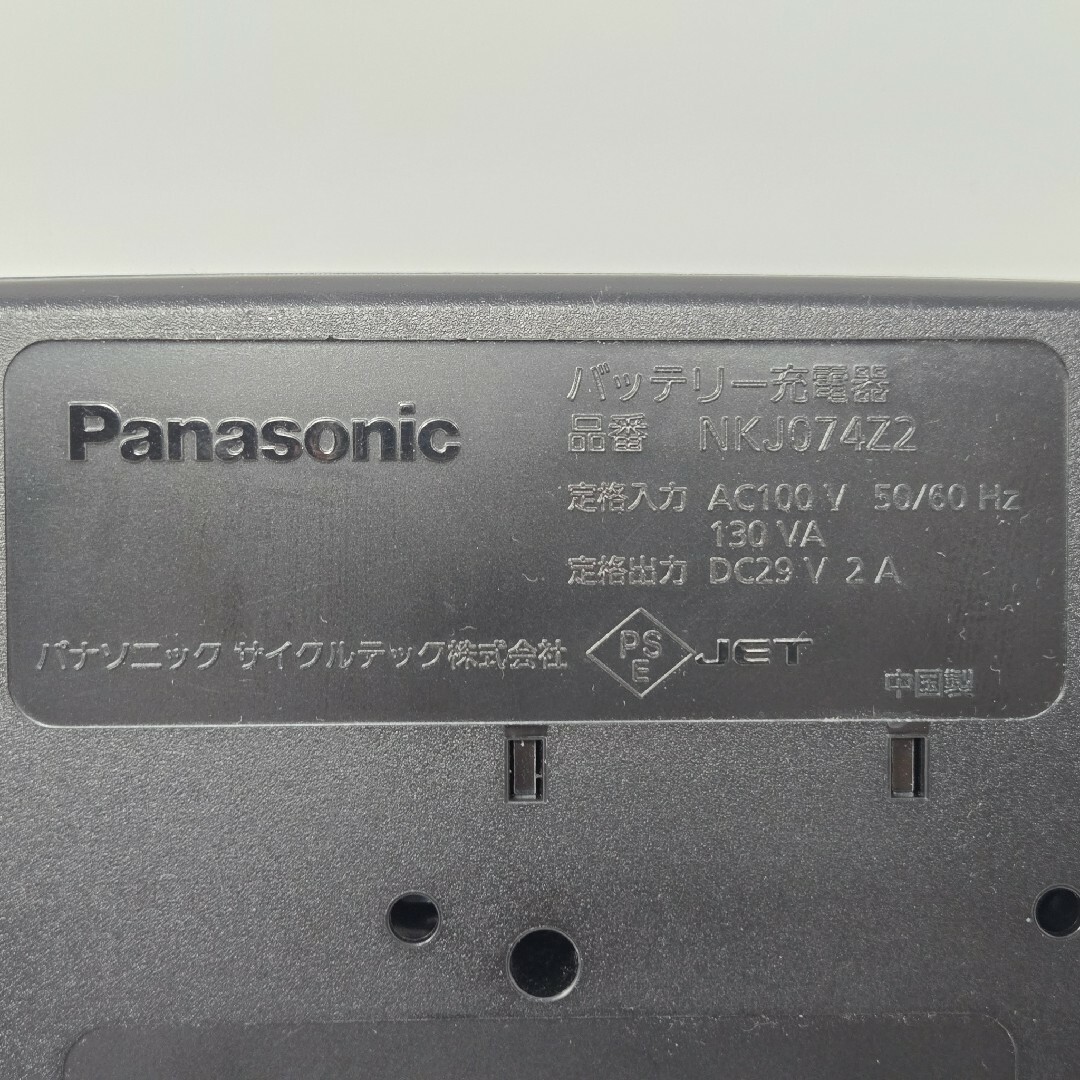 Panasonic
バッテリー充電器
品番 NKJ074Z2
定格入力 AC100 V 50/60 Hz
130 VA
定格出力 DC29 V 2 A
パナソニック サイクルテック株式会社
PS
E
JET
中国製